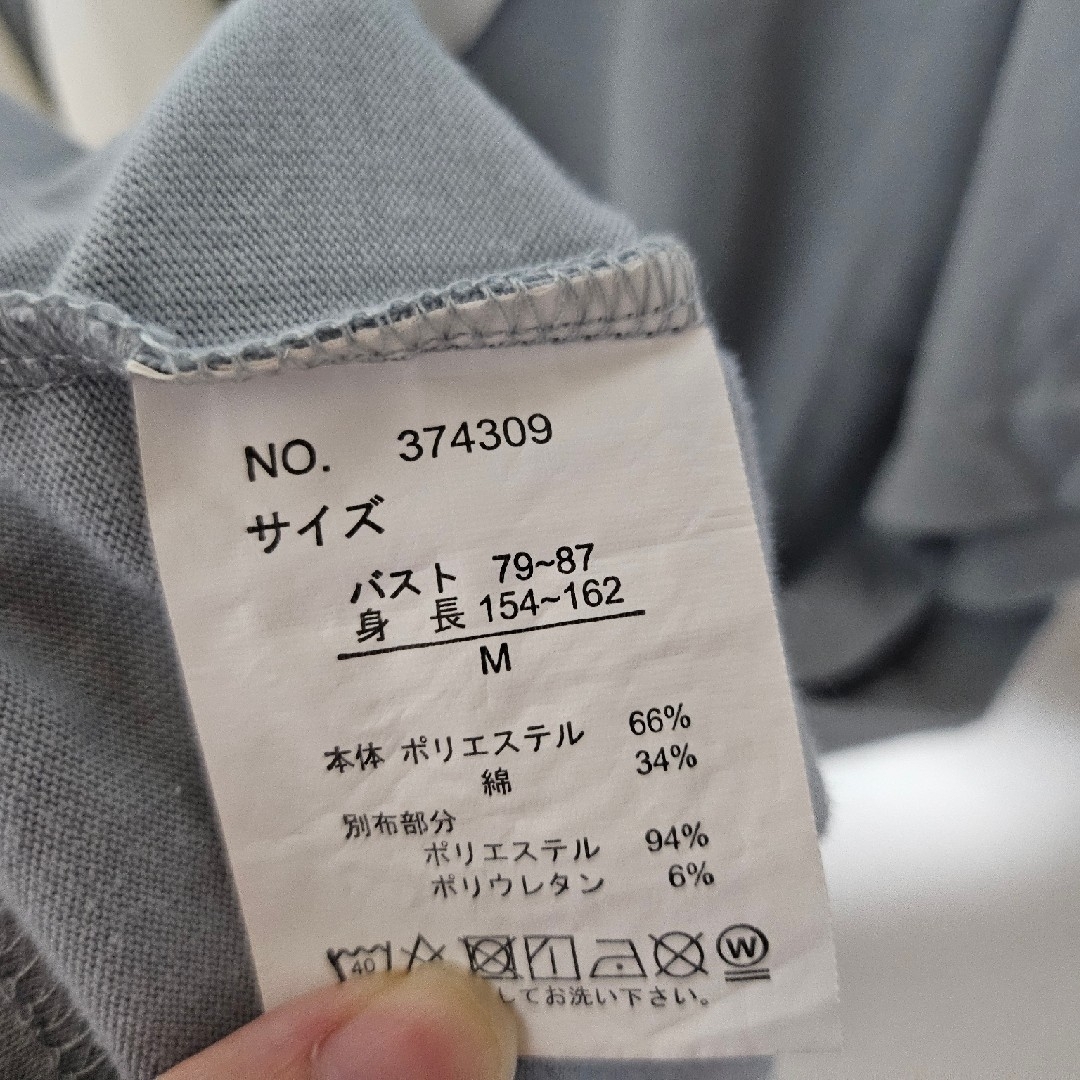 NO. 374309
サイズ
バスト 79~87
身 長 154~162
M
本体 ポリエステル 66%
綿 34%
別布部分
ポリエステル 94%
ポリウレタン 6%
40 W
してお洗い下さい。